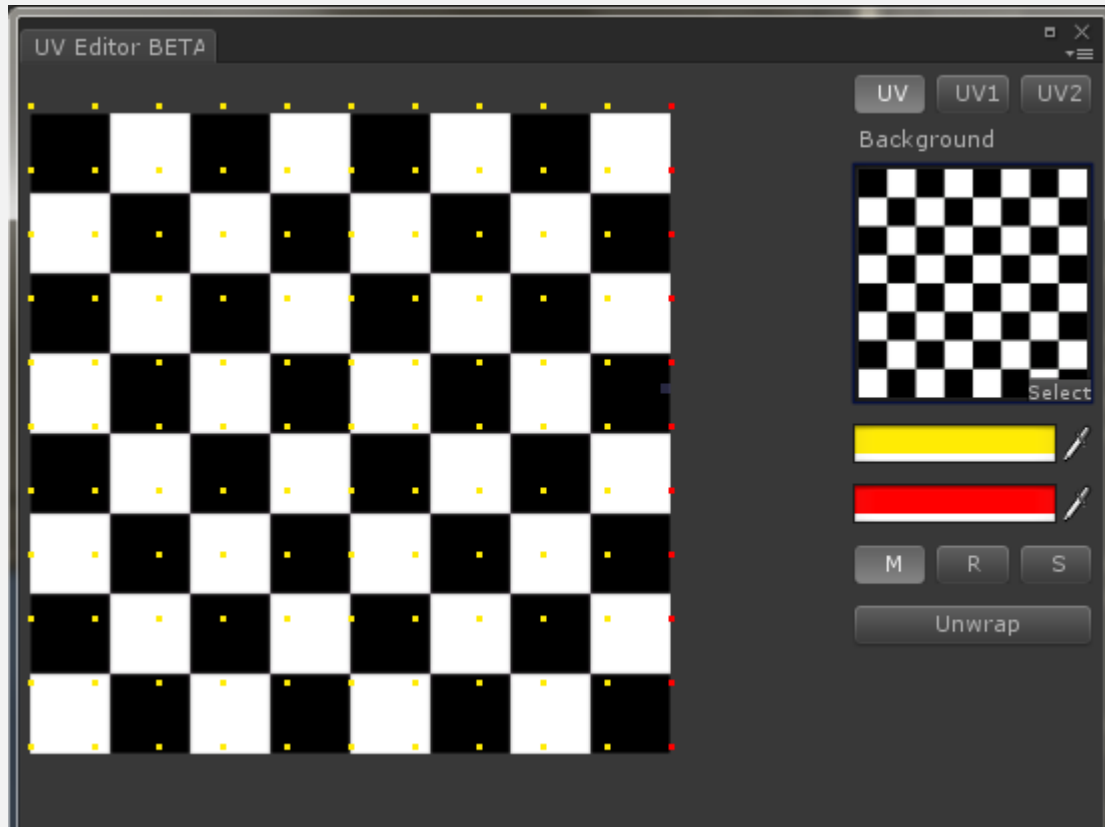 UV Editor BETA
UV UV1 UV2
Background
Select
M R S
Unwrap